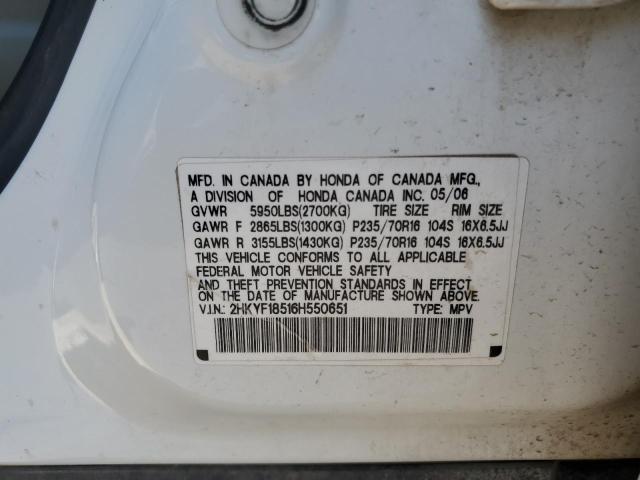 MFD. IN CANADA BY HONDA OF CANADA MFG.,
A DIVISION OF HONDA CANADA INC. 05/06
GVWR 5950LBS(2700KG) TIRE SIZE RIM SIZE
GAWR F 2865LBS(1300KG) P235/70R16 104S 16X6.5JJ
GAWR R 3155LBS(1430KG) P235/70R16 104S 16X6.5JJ
THIS VEHICLE CONFORMS TO ALL APPLICABLE
FEDERAL MOTOR VEHICLE SAFETY
AND THEFT PREVENTION STANDARDS IN EFFECT
ON THE DATE OF MANUFACTURE SHOWN ABOVE.
V.I.N.: 2HKYF18516H550651 TYPE: MPV